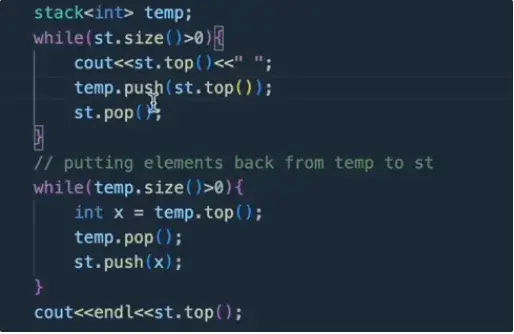 stack<int> temp;
while(st.size()>0){
cout<<st.top()<<" ";
temp.push(st.top());
st.pop();
}
// putting elements back from temp to st
while(temp.size()>0){
int x = temp.top();
temp.pop();
st.push(x);
}
cout<<endl<<st.top();